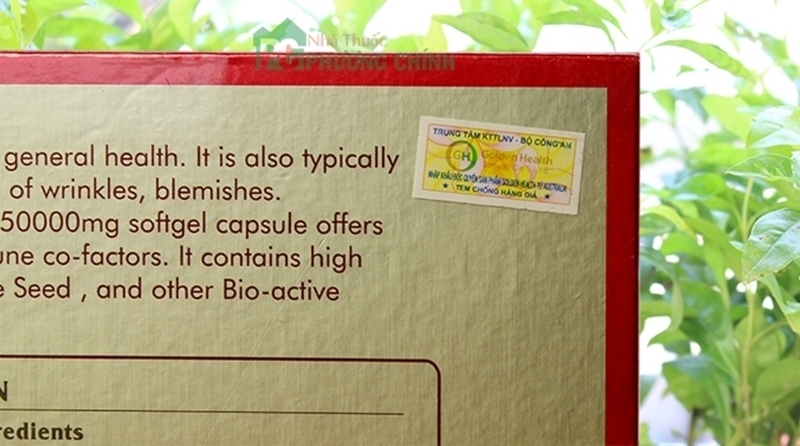 Nhà Thuốc
PHƯƠNG CHÍNH
general health. It is also typically
of wrinkles, blemishes.
50000mg softgel capsule offers
une co-factors. It contains high
e Seed , and other Bio-active
N
redients
TRUNG TÂM KTTLNV - BỘ CÔNG AN
GH
Golden Health
NHẬP KHẨU ĐỘC QUYỀN SẢN PHẨM GOLDEN HEALTH TỪ AUSTRALIA
★ TEM CHỐNG HÀNG GIẢ ★